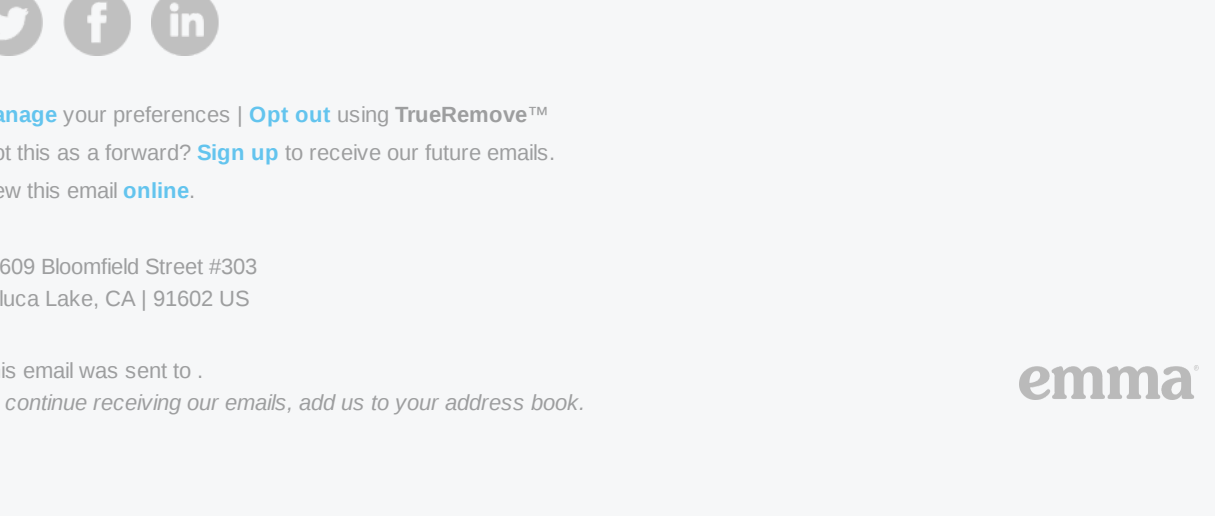 anage your preferences | Opt out using TrueRemove™
ot this as a forward? Sign up to receive our future emails.
ew this email online.
609 Bloomfield Street #303
luca Lake, CA | 91602 US
is email was sent to .
continue receiving our emails, add us to your address book.
emma®